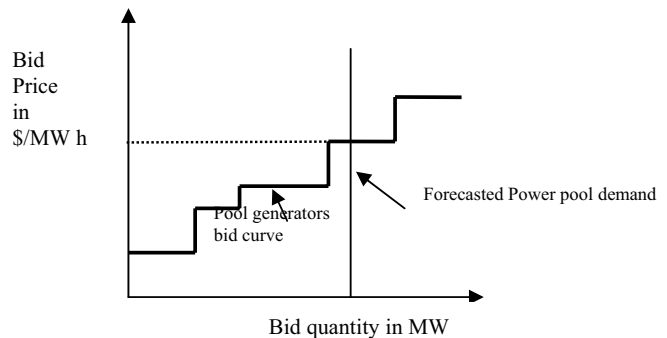 Bid
Price
in
$/MW h
Forecasted Power pool demand
Pool generators
bid curve
Bid quantity in MW